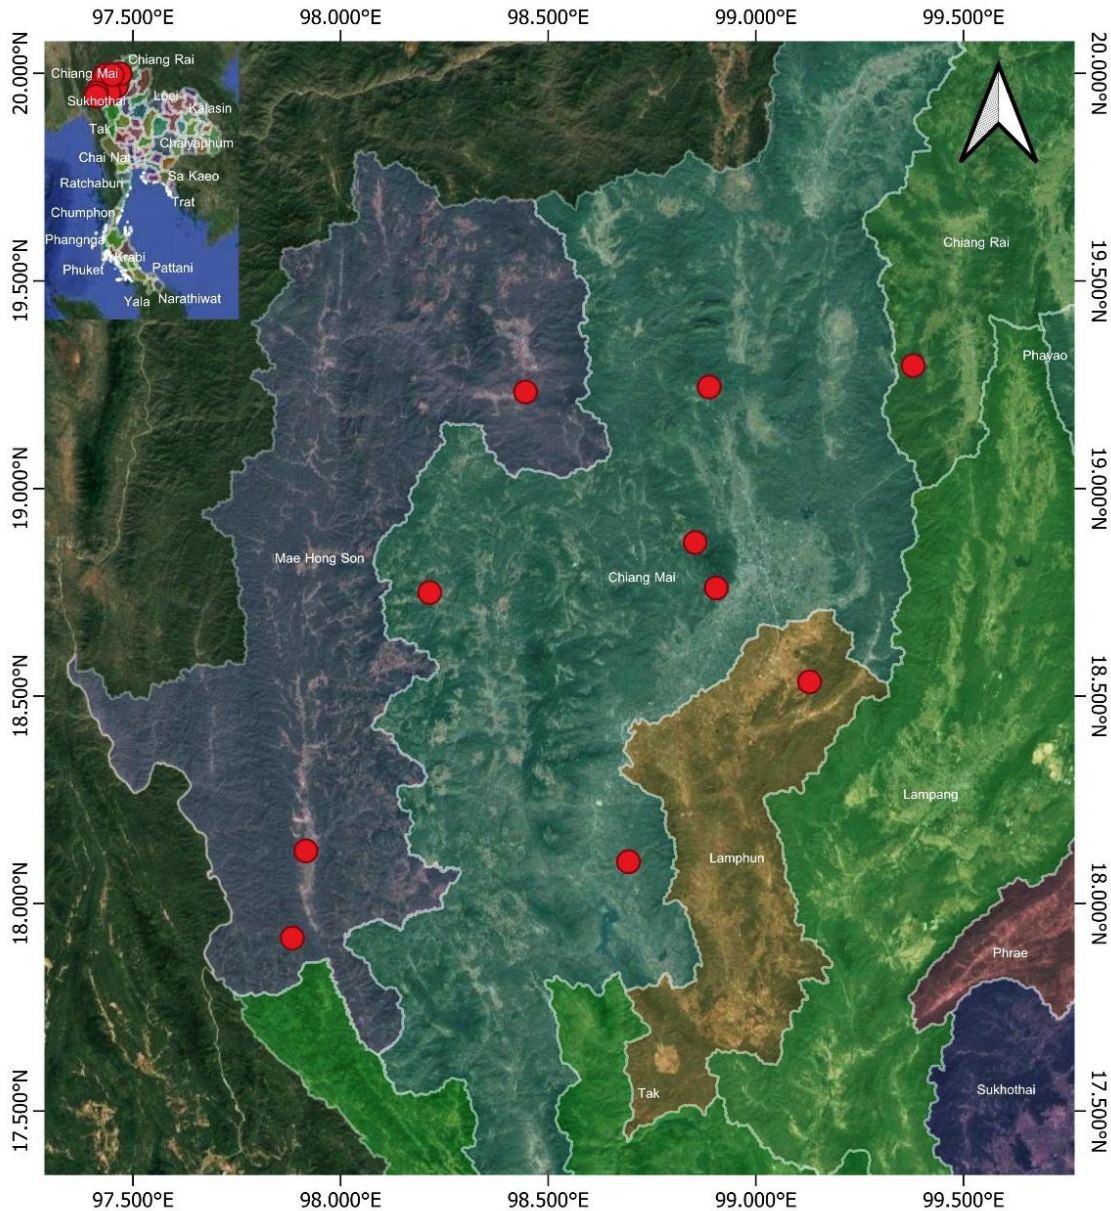 97.500°E 98.000°E 98.500°E 99.000°E 99.500°E
20.000°N
19.500°N
19.000°N
18.500°N
18.000°N
17.500°N
20.000°N
19.500°N
19.000°N
18.500°N
18.000°N
17.500°N
Chiang Rai
Chiang Mai
Loei
Sukhothai
Kalasin
Tak
Chaiyaphum
Chai Nat
Sa Kaeo
Ratchaburi
Trat
Chumphon
Phangnga
Krabi
Phuket
Pattani
Yala
Narathiwat
Chiang Rai
Phayao
Mae Hong Son
Chiang Mai
Lampang
Lamphun
Phrae
Tak
Sukhothai
97.500°E 98.000°E 98.500°E 99.000°E 99.500°E